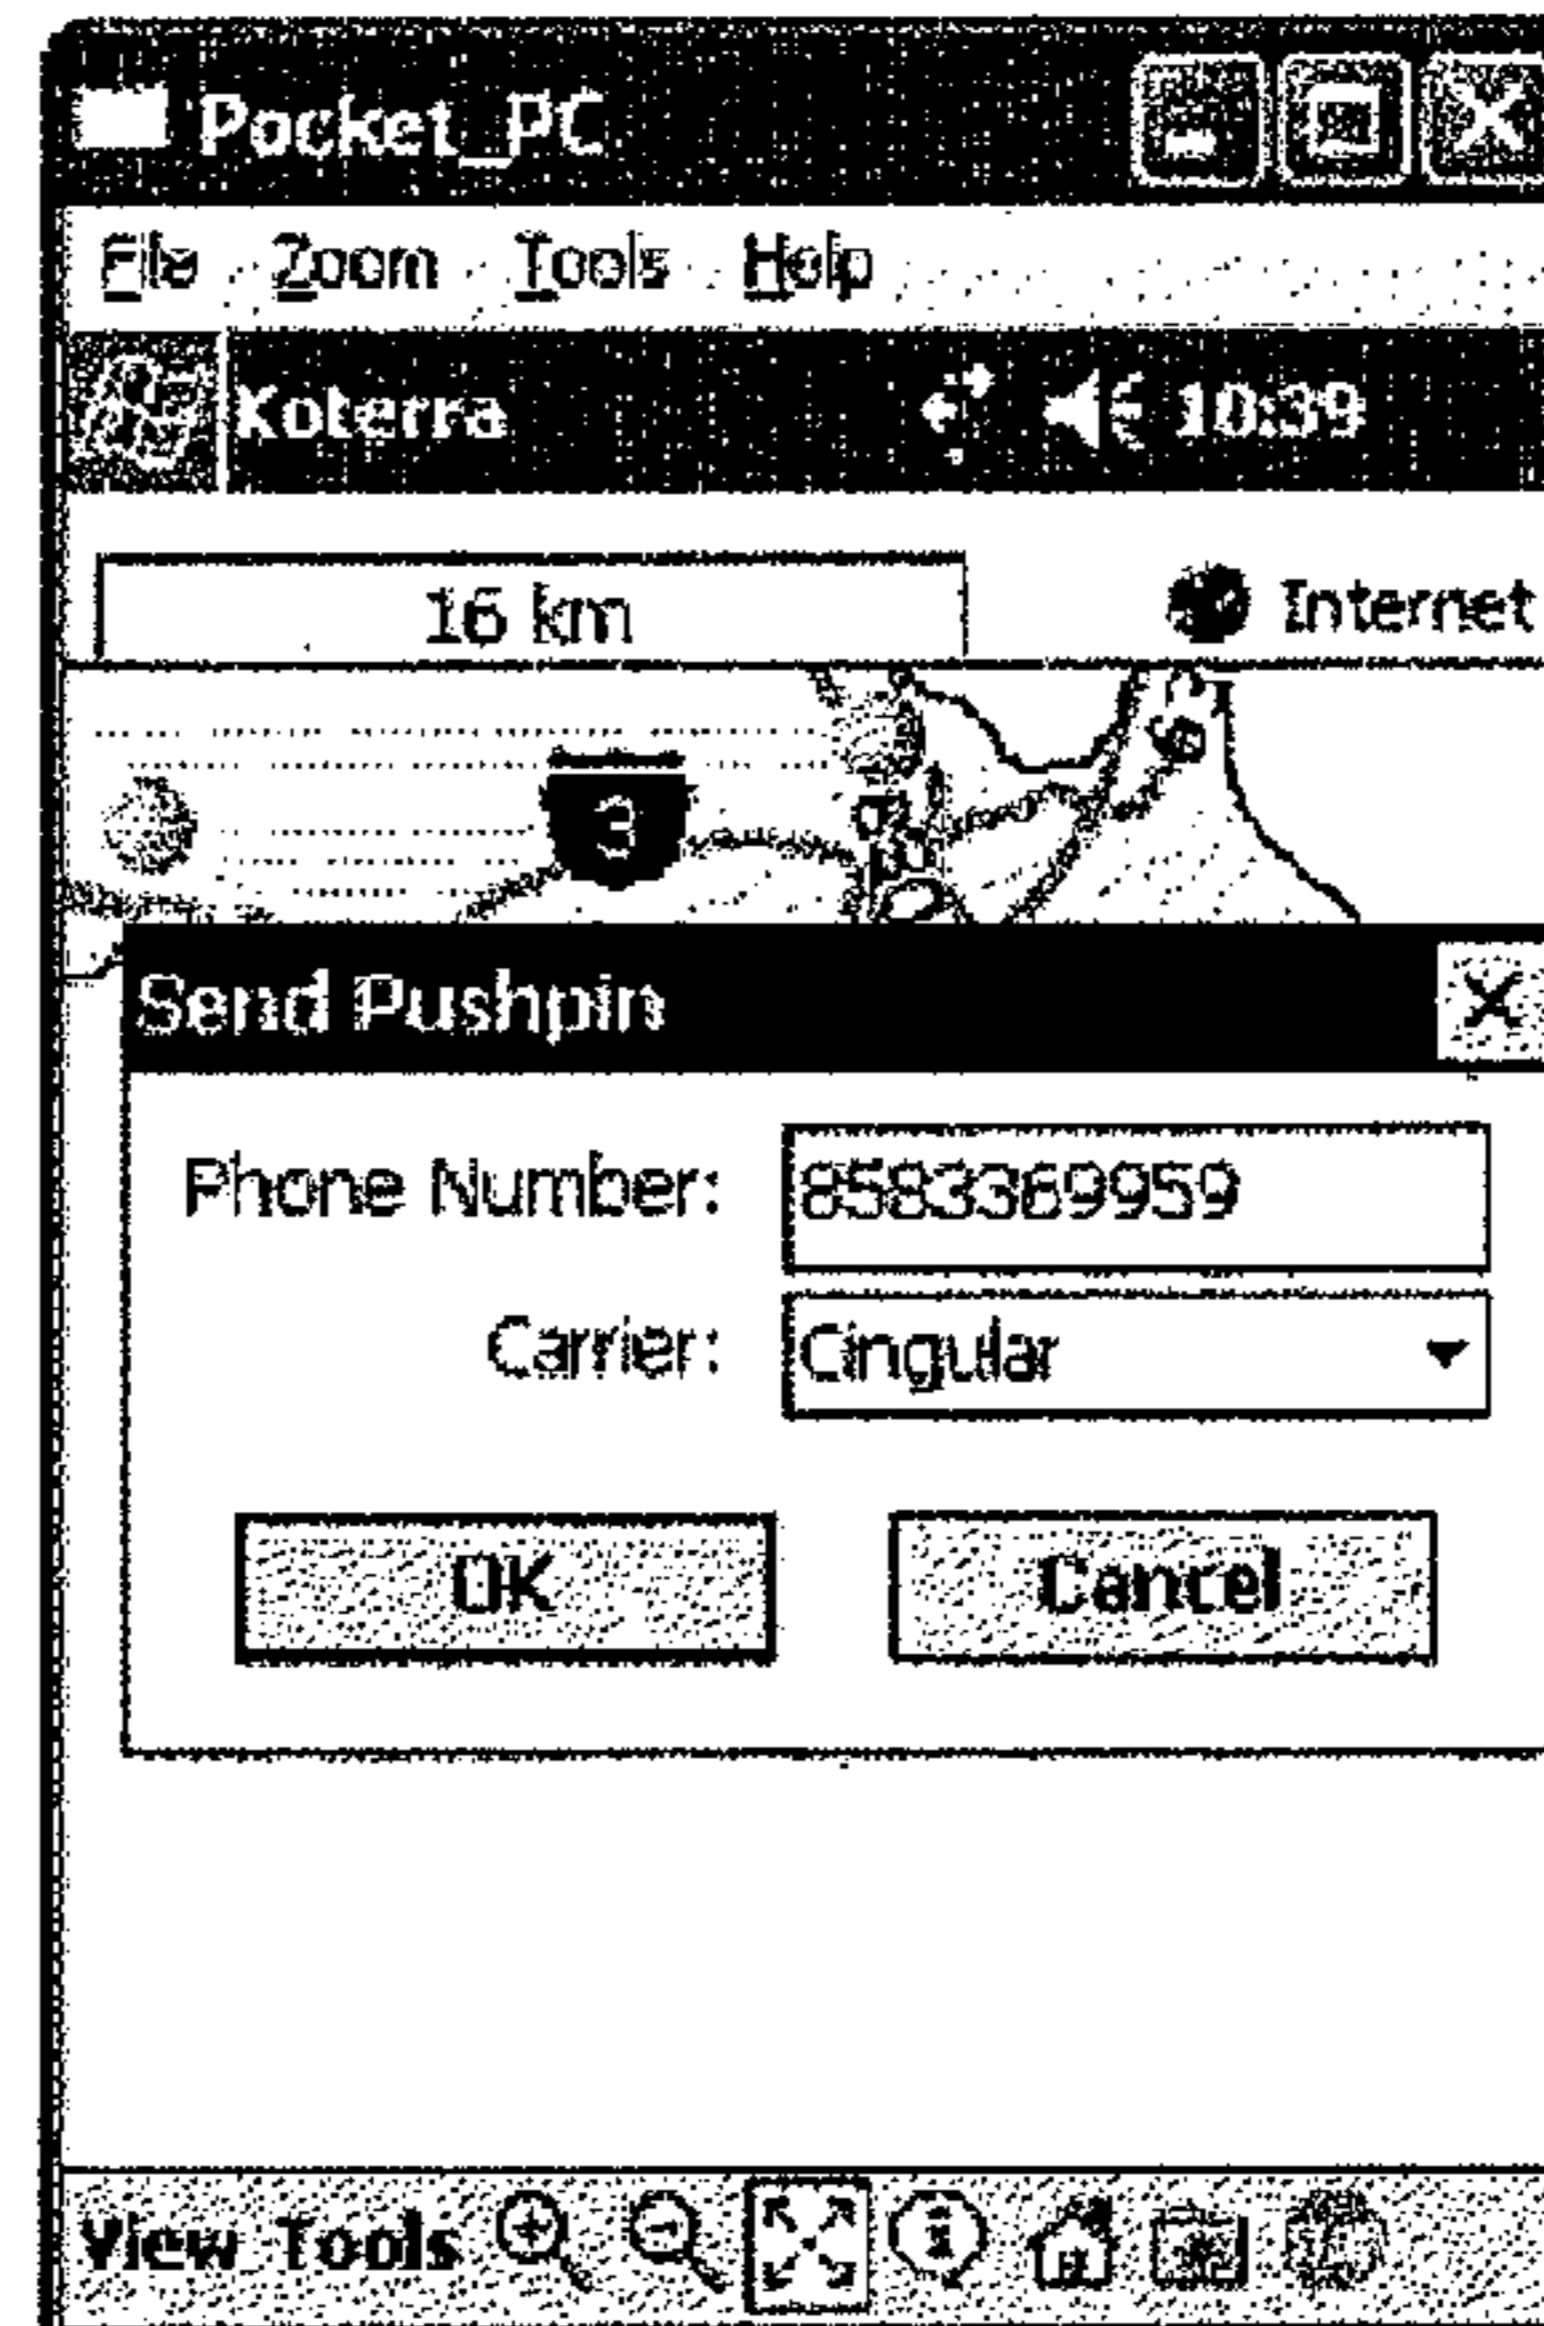 Pocket_PC
File Zoom Tools Help
Koterra 10:39
16 km Internet
3
Send Pushpin
Phone Number: 8583369959
Carrier: Cingular
OK Cancel
View Tools